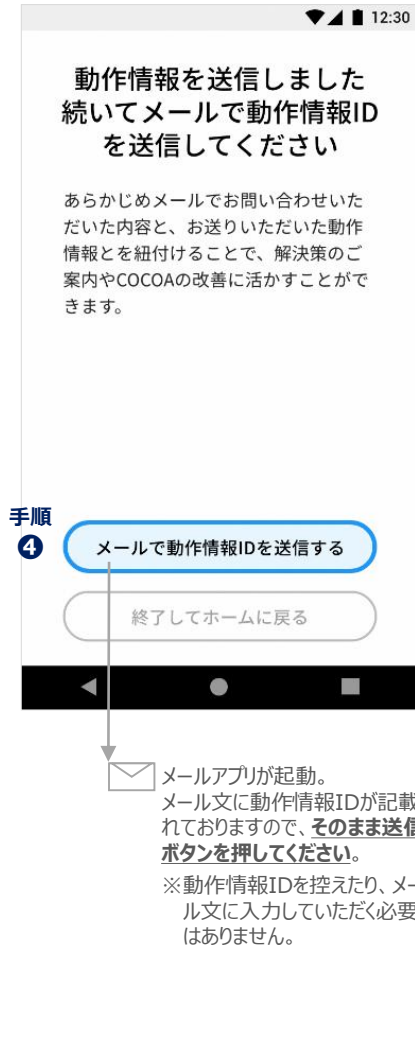 12:30
動作情報を送信しました
続いてメールで動作情報ID
を送信してください
あらかじめメールでお問い合わせいた
だいた内容と、お送りいただいた動作
情報とを紐付けることで、解決策のご
案内やCOCOAの改善に活かすことがで
きます。
手順
❹
メールで動作情報IDを送信する
終了してホームに戻る
メールアプリが起動。
メール文に動作情報IDが記載
れておりますので、そのまま送信
ボタンを押してください。
※動作情報IDを控えたり、メー
ル文に入力していただく必要
はありません。